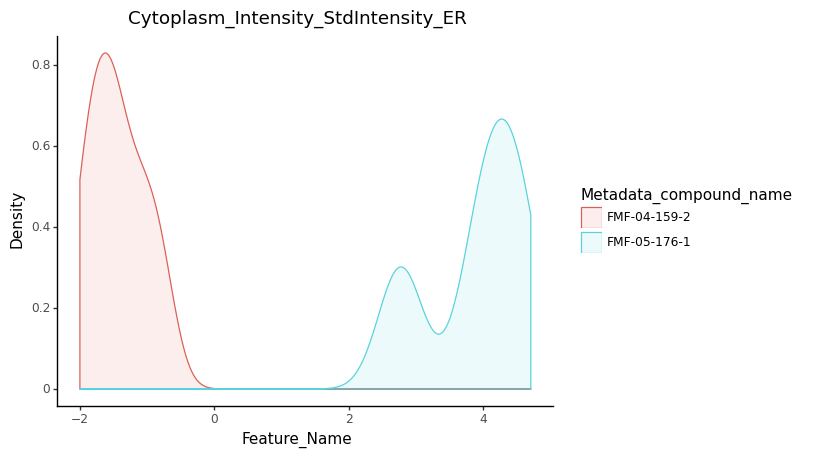 Cytoplasm_Intensity_StdIntensity_ER
0.8
0.6
0.4
0.2
0
Density
−2
0
2
4
Feature_Name
Metadata_compound_name
FMF-04-159-2
FMF-05-176-1